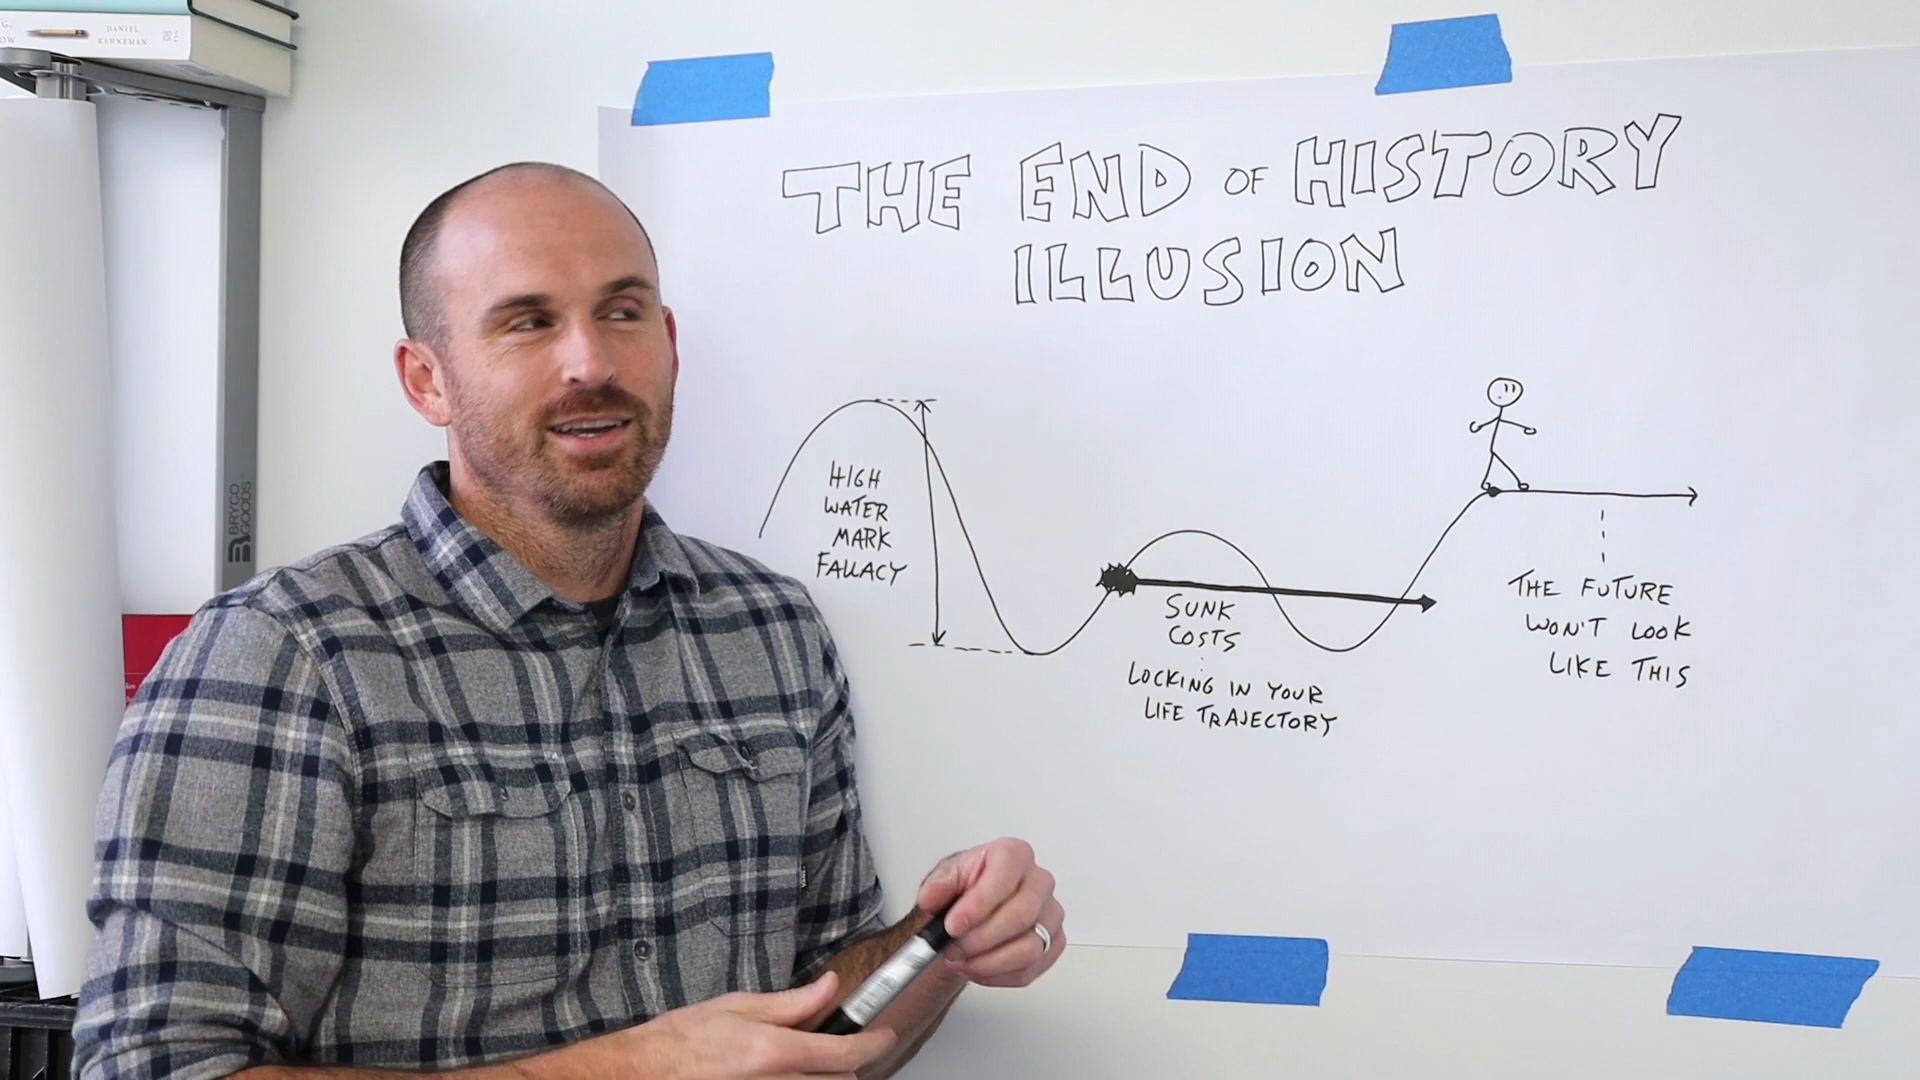 DANIEL
KAHNEMAN
BRYCO
GOODS
THE END OF HISTORY
ILLUSION
HIGH
WATER
MARK
FALLACY
SUNK
COSTS
LOCKING IN YOUR
LIFE TRAJECTORY
THE FUTURE
WON'T LOOK
LIKE THIS